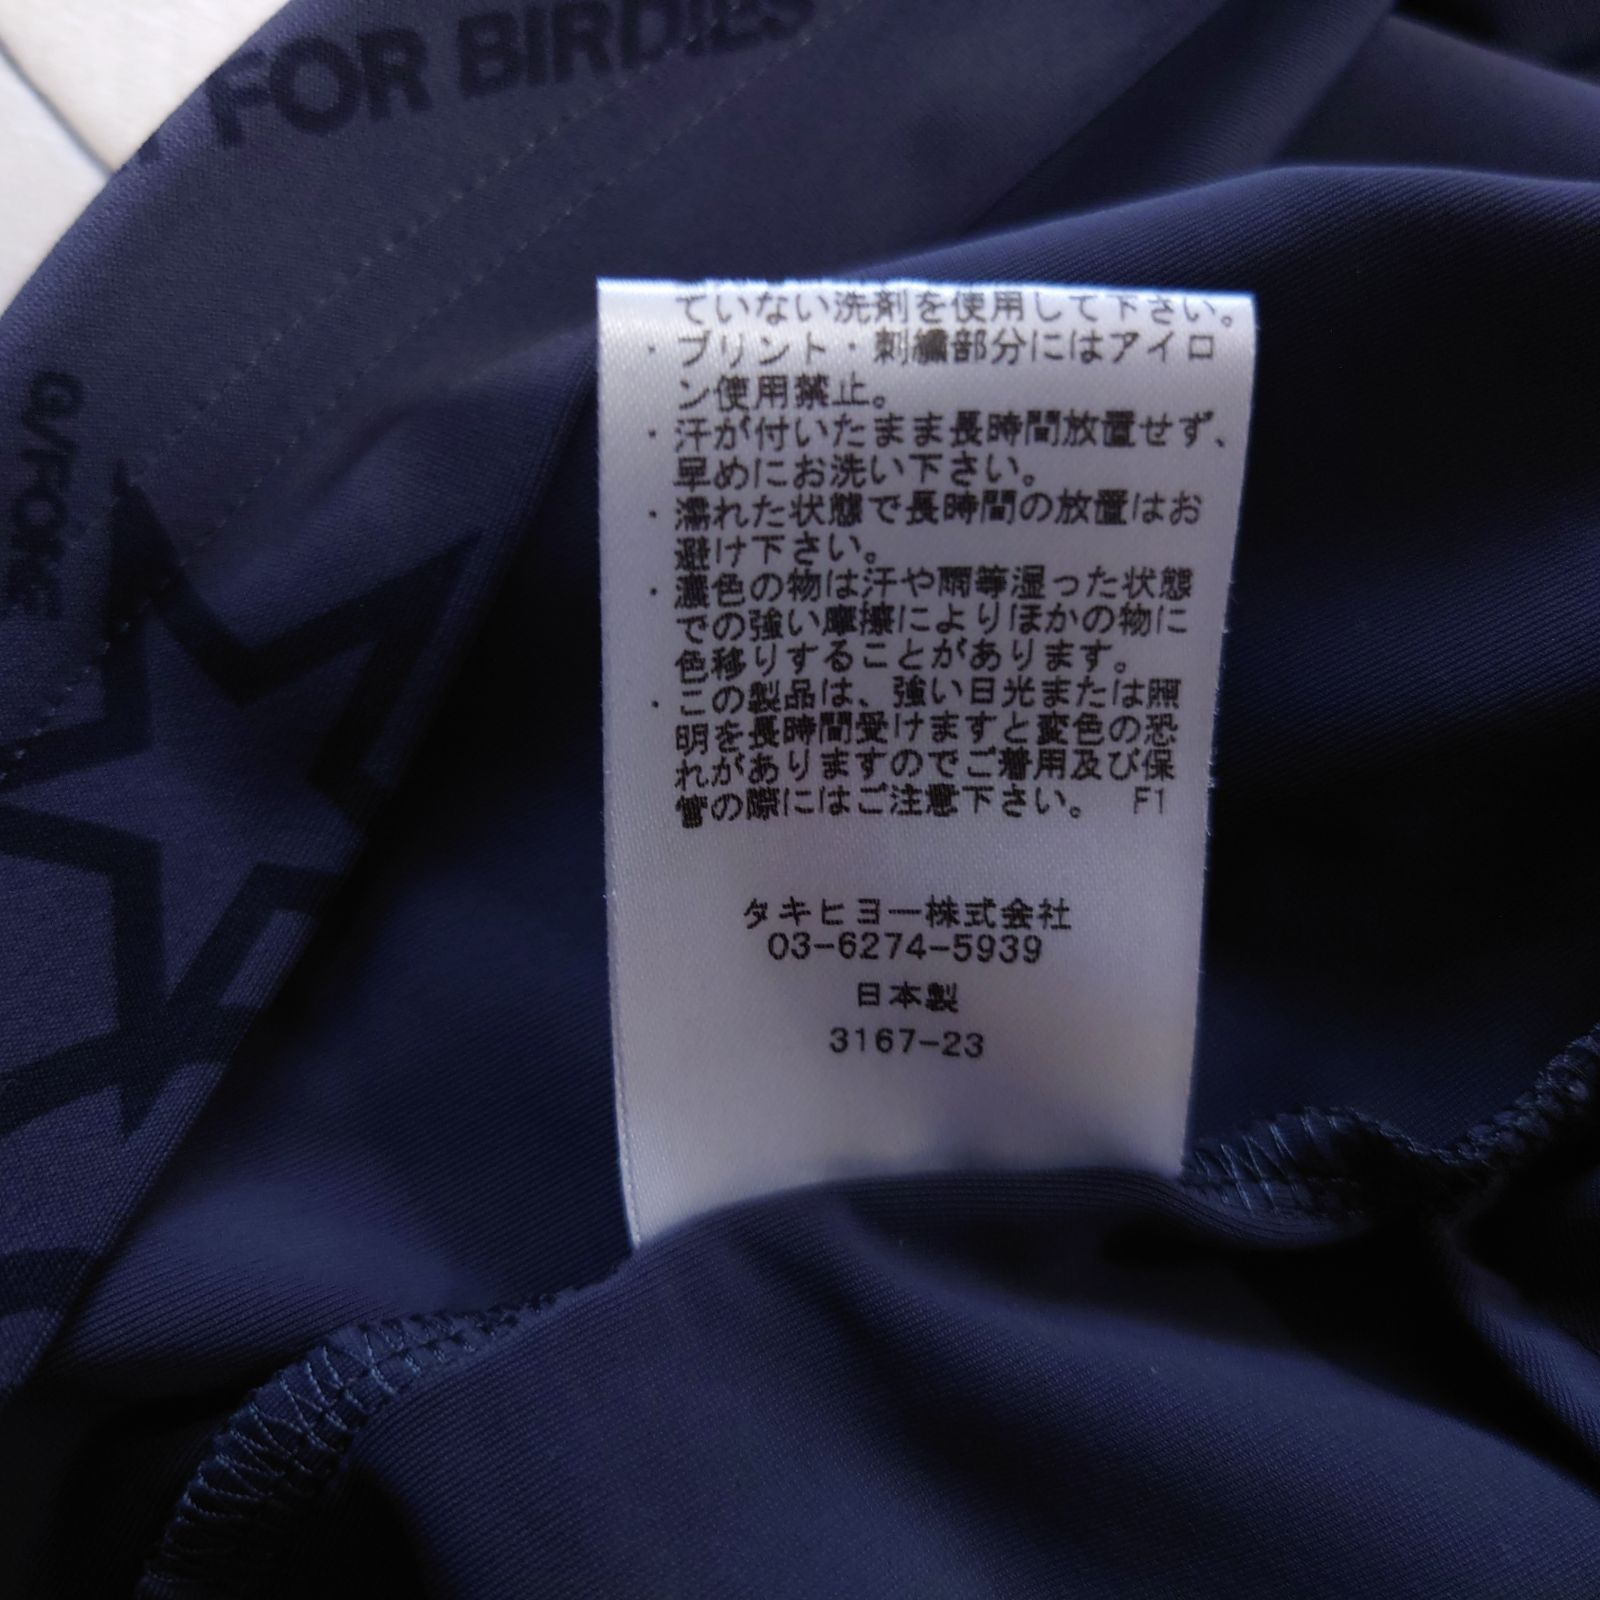 FOR BIRDIES
G/FORE
ていない洗剤を使用して下さい。
・プリント・刺繍部分にはアイロ
ン使用禁止。
・汗が付いたまま長時間放置せず、
早めにお洗い下さい。
・濡れた状態で長時間の放置はお
避け下さい。
・濃色の物は汗や雨等湿った状態
での強い摩擦によりほかの物に
色移りすることがあります。
・この製品は、強い日光または照
明を長時間受けますと変色の恐
れがありますのでご着用及び保
管の際にはご注意下さい。 F1
タキヒヨー株式会社
03-6274-5939
日本製
3167-23